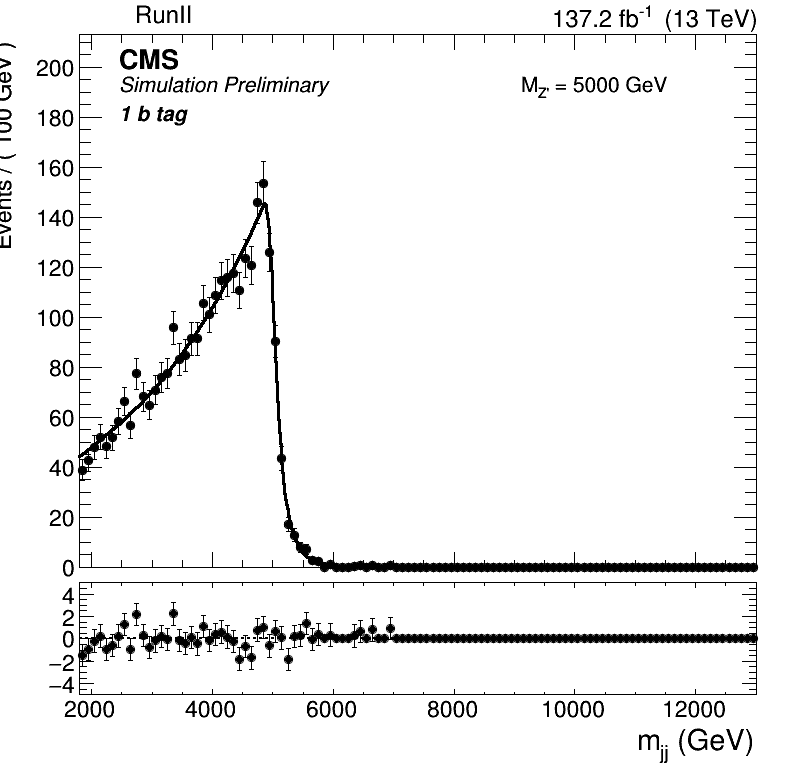 RunII
137.2 fb-1 (13 TeV)
CMS
Simulation Preliminary
1 b tag
MZ' = 5000 GeV
Events / ( 100 GeV )
200
180
160
140
120
100
80
60
40
20
0
4
2
0
−2
−4
2000 4000 6000 8000 10000 12000
mjj (GeV)